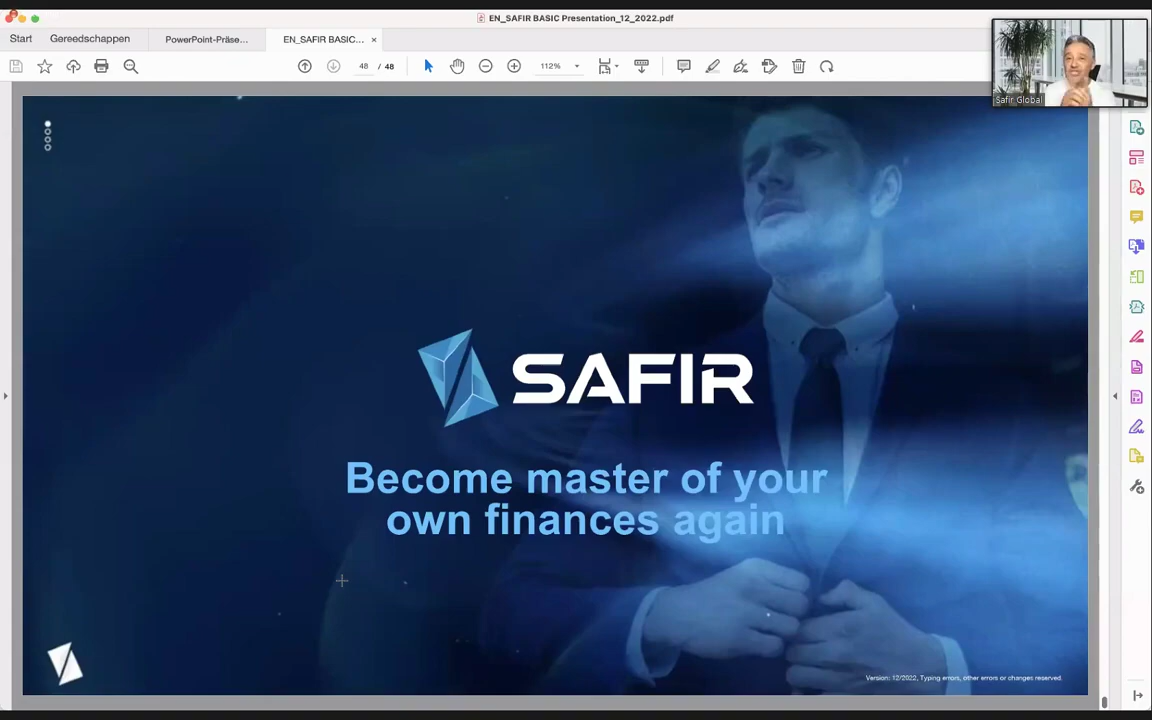 EN_SAFIR BASIC Presentation_12_2022.pdf
Start
Gereedschappen
PowerPoint-Präse...
EN_SAFIR BASIC...
×
48 / 48
112%
Safir Global
SAFIR
Become master of your
own finances again
Version: 12/2022, Typing errors, other errors or changes reserved.